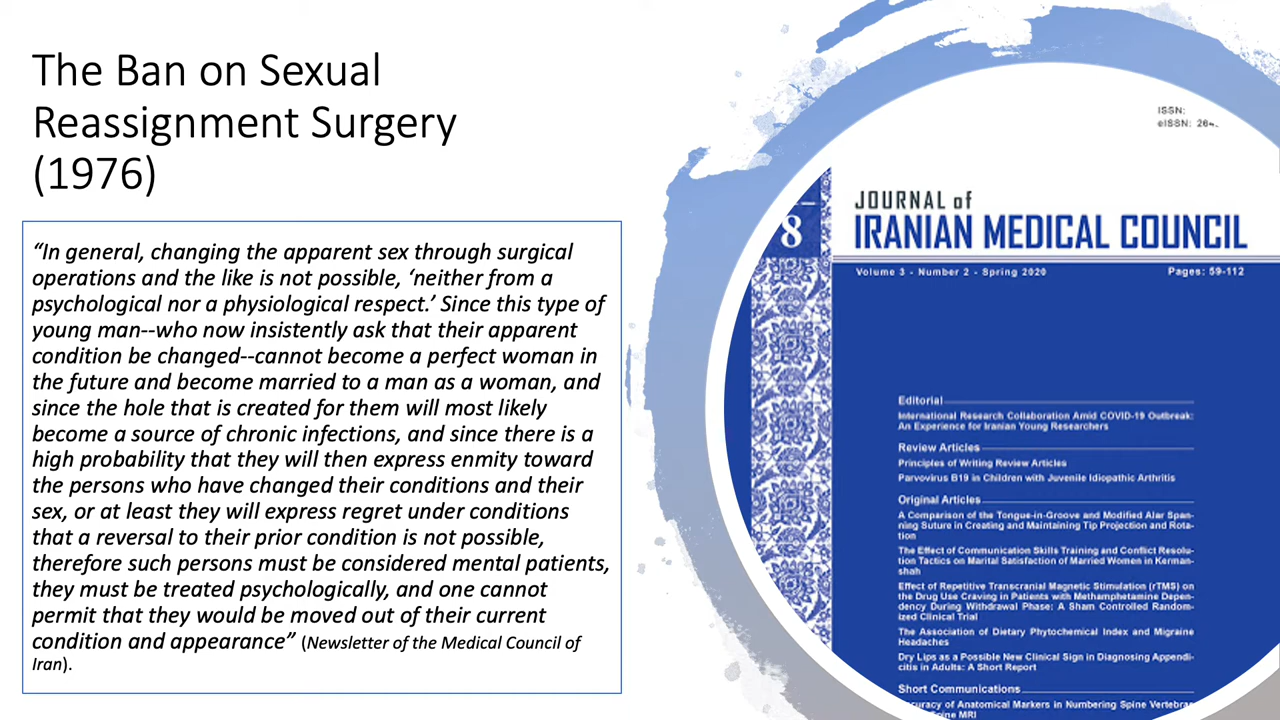 The Ban on Sexual
Reassignment Surgery
(1976)
“In general, changing the apparent sex through surgical
operations and the like is not possible, ‘neither from a
psychological nor a physiological respect.’ Since this type of
young man--who now insistently ask that their apparent
condition be changed--cannot become a perfect woman in
the future and become married to a man as a woman, and
since the hole that is created for them will most likely
become a source of chronic infections, and since there is a
high probability that they will then express enmity toward
the persons who have changed their conditions and their
sex, or at least they will express regret under conditions
that a reversal to their prior condition is not possible,
therefore such persons must be considered mental patients,
they must be treated psychologically, and one cannot
permit that they would be moved out of their current
condition and appearance” (Newsletter of the Medical Council of
Iran).
ISSN:
eISSN:
8
JOURNAL of
IRANIAN MEDICAL COUNCIL
Volume 3 - Number 2 - Spring 2020
Pages: 59-112
Editorial
International Research Collaboration Amid COVID-19 Outbreak:
An Experience for Iranian Young Researchers
Review Articles
Principles of Writing Review Articles
Parvovirus B19 in Children with Juvenile Idiopathic Arthritis
Original Articles
A Comparison of the Tongue-in-Groove and Modified Alar Span-
ning Suture in Creating and Maintaining Tip Projection and Rota-
tion
The Effect of Communication Skills Training and Conflict Resolu-
tion Tactics on Marital Satisfaction of Married Women in Kerman-
shah
Effect of Repetitive Transcranial Magnetic Stimulation (rTMS) on
the Drug Use Craving in Patients with Methamphetamine Depen-
dency During Withdrawal Phase: A Sham Controlled Random-
ized Clinical Trial
The Association of Dietary Phytochemical Index and Migraine
Headaches
Dry Lips as a Possible New Clinical Sign in Diagnosing Appendi-
citis in Adults: A Short Report
Short Communications
of Anatomical Markers in Numbering Spine
Spine MRI